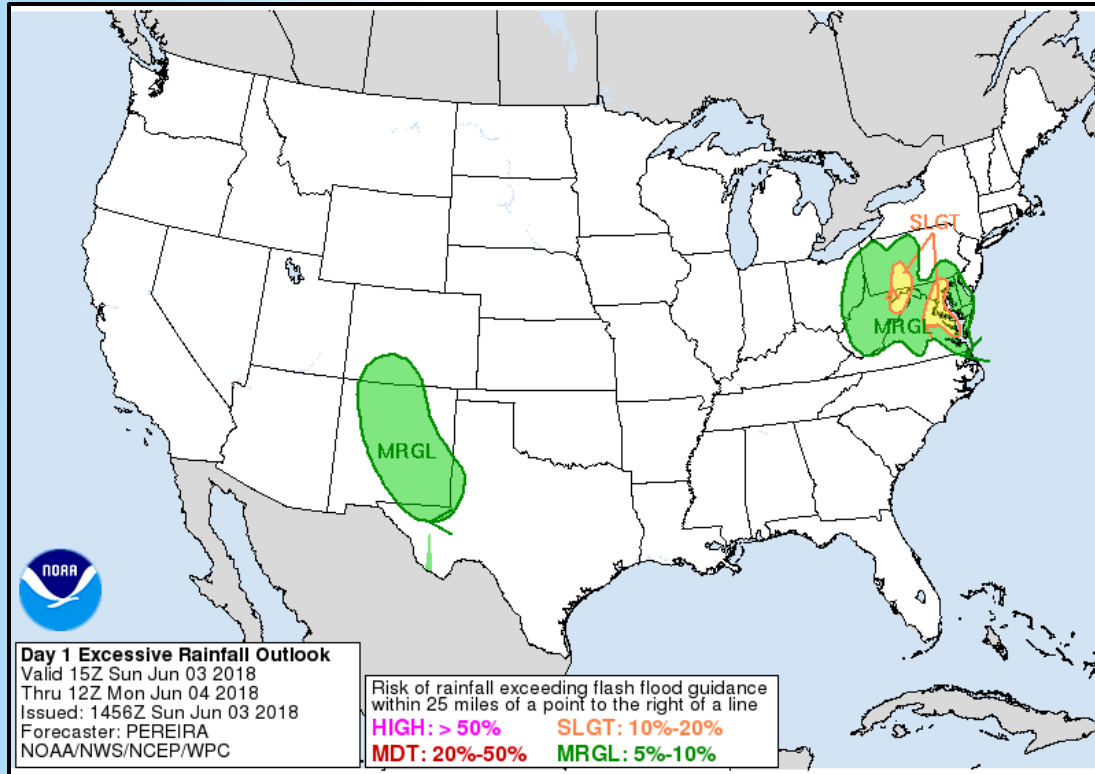 SLGT
MRGL
MRGL
NOAA
Day 1 Excessive Rainfall Outlook
Valid 15Z Sun Jun 03 2018
Thru 12Z Mon Jun 04 2018
Issued: 1456Z Sun Jun 03 2018
Forecaster: PEREIRA
NOAA/NWS/NCEP/WPC
Risk of rainfall exceeding flash flood guidance
within 25 miles of a point to the right of a line
HIGH: > 50% SLGT: 10%-20%
MDT: 20%-50% MRGL: 5%-10%